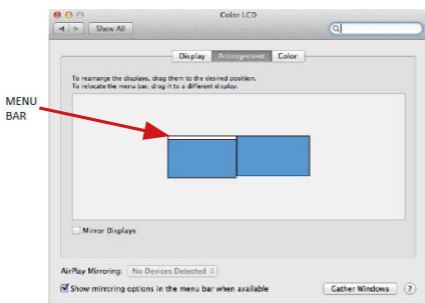 Color LCD
Show All
Display Arrangement Color
To rearrange the displays, drag them to the desired position.
To relocate the menu bar, drag it to a different display.
MENU
BAR
Mirror Displays
AirPlay Mirroring: No Devices Detected
Show mirroring options in the menu bar when available
Gather Windows ?